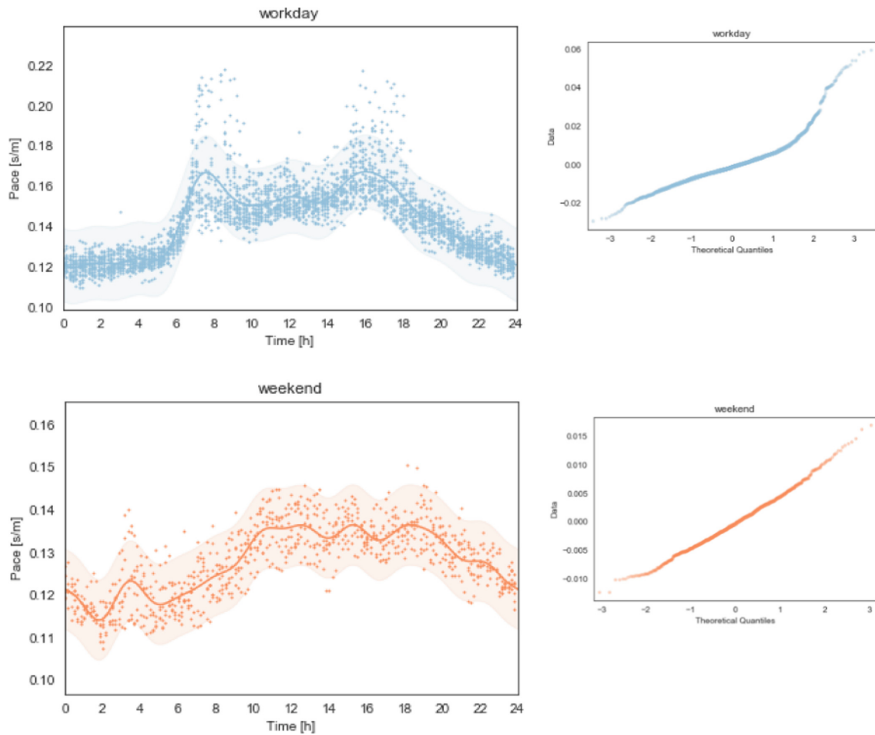 workday
Pace [s/m]
0.22
0.20
0.18
0.16
0.14
0.12
0.10
0 2 4 6 8 10 12 14 16 18 20 22 24
Time [h]
workday
Data
0.06
0.04
0.02
0.00
−0.02
−3 −2 −1 0 1 2 3
Theoretical Quantiles
weekend
Pace [s/m]
0.16
0.15
0.14
0.13
0.12
0.11
0.10
0 2 4 6 8 10 12 14 16 18 20 22 24
Time [h]
weekend
Data
0.015
0.010
0.005
0.000
−0.005
−0.010
−3 −2 −1 0 1 2 3
Theoretical Quantiles